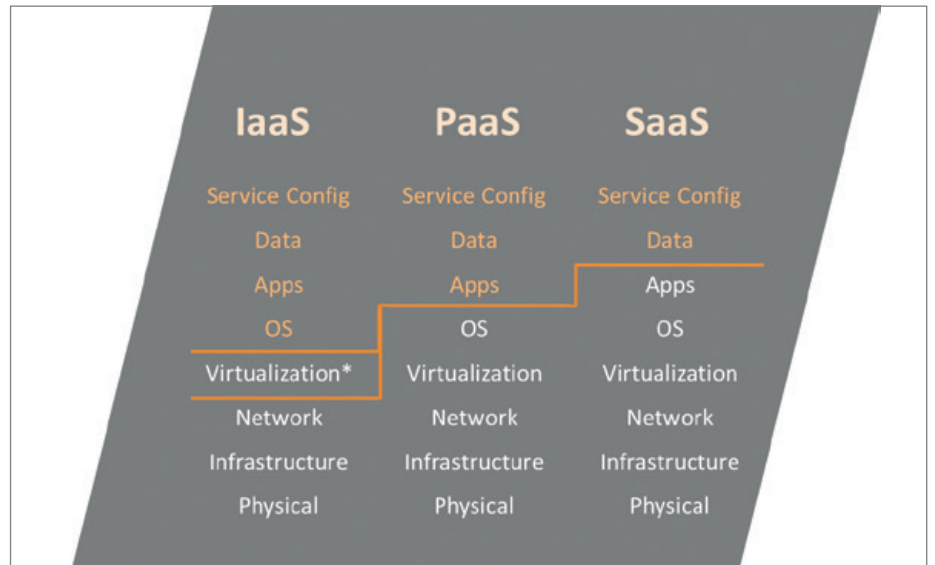 IaaS PaaS SaaS
Service Config Service Config Service Config
Data Data Data
Apps Apps Apps
OS OS OS
Virtualization* Virtualization Virtualization
Network Network Network
Infrastructure Infrastructure Infrastructure
Physical Physical Physical